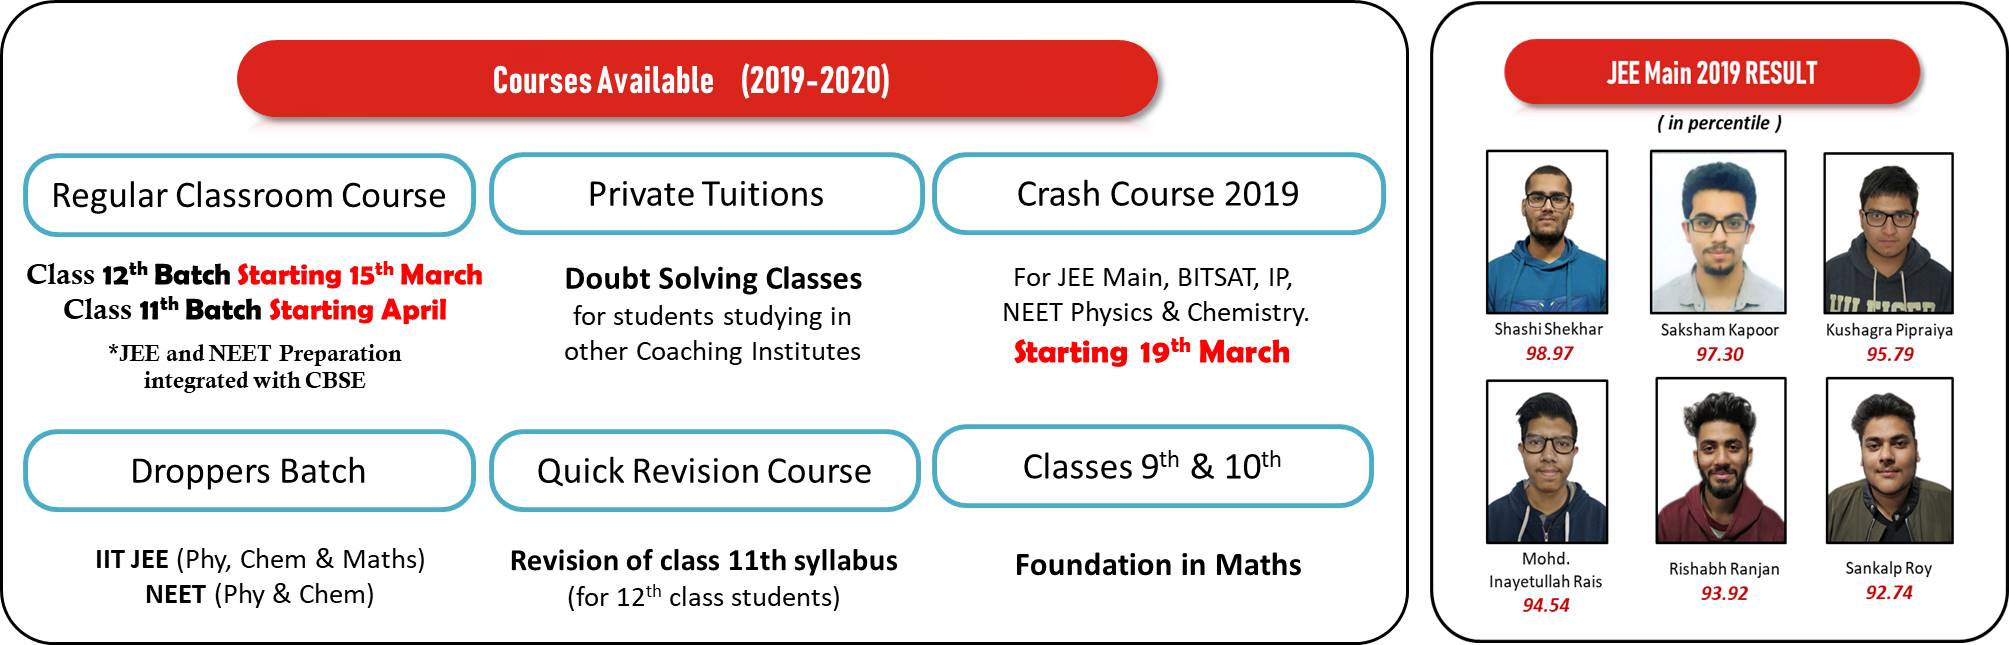 Courses Available (2019-2020)
Regular Classroom Course
Class 12th Batch Starting 15th March
Class 11th Batch Starting April
*JEE and NEET Preparation
integrated with CBSE
Private Tuitions
Doubt Solving Classes
for students studying in
other Coaching Institutes
Crash Course 2019
For JEE Main, BITSAT, IP,
NEET Physics & Chemistry.
Starting 19th March
Droppers Batch
IIT JEE (Phy, Chem & Maths)
NEET (Phy & Chem)
Quick Revision Course
Revision of class 11th syllabus
(for 12th class students)
Classes 9th & 10th
Foundation in Maths
JEE Main 2019 RESULT
( in percentile )
Shashi Shekhar
98.97
Saksham Kapoor
97.30
Kushagra Pipraiya
95.79
Mohd.
Inayetullah Rais
94.54
Rishabh Ranjan
93.92
Sankalp Roy
92.74